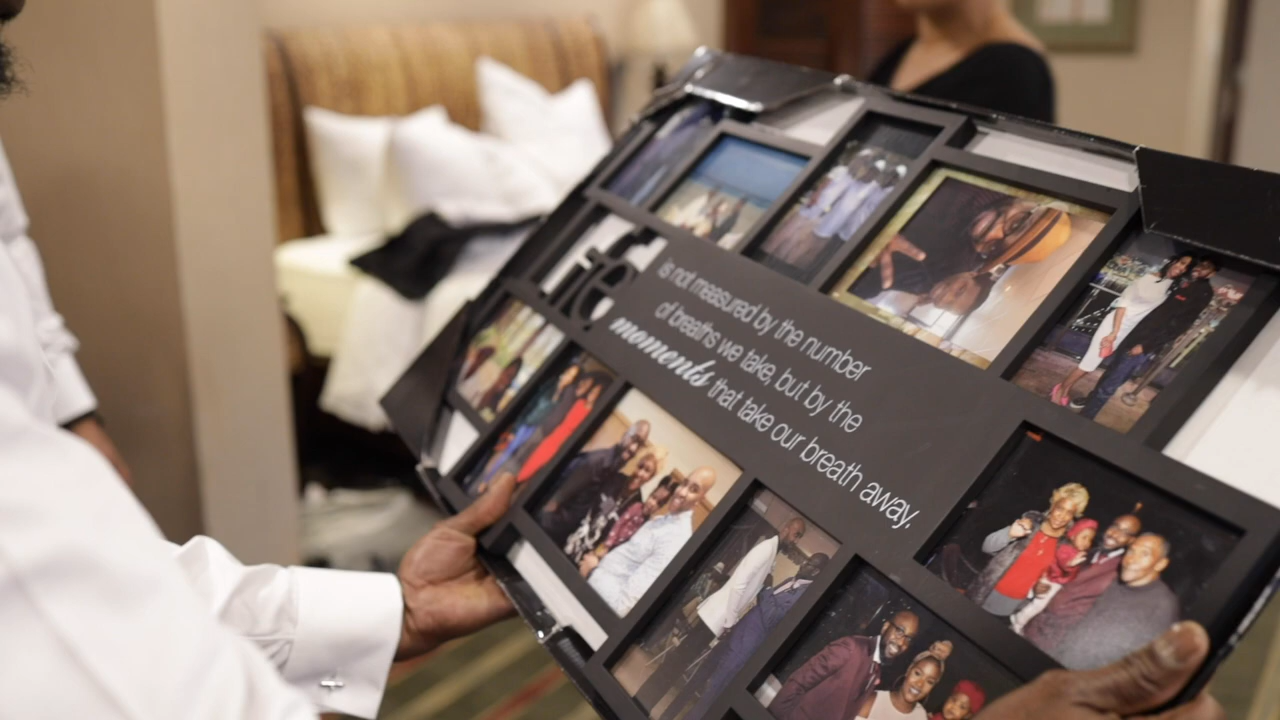 life
is not measured by the number
of breaths we take, but by the
moments that take our breath away.